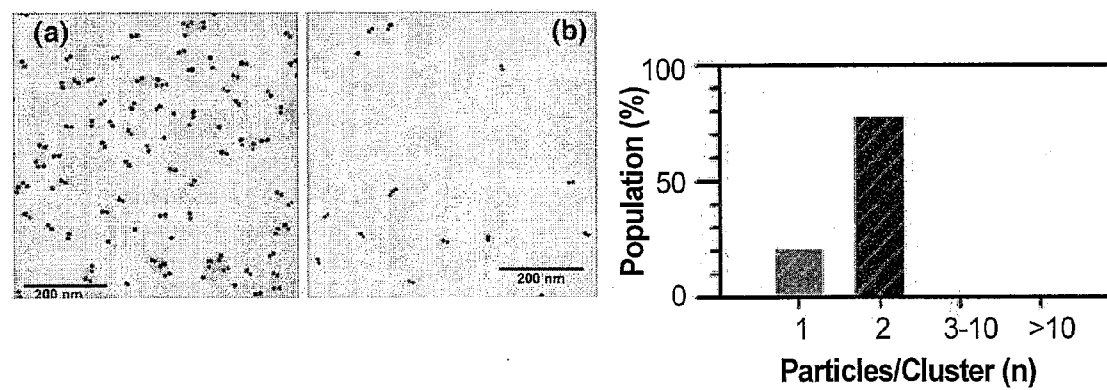 (a)
(b)
200 nm
200 nm
Population (%)
100
50
0
1 2 3-10 >10
Particles/Cluster (n)